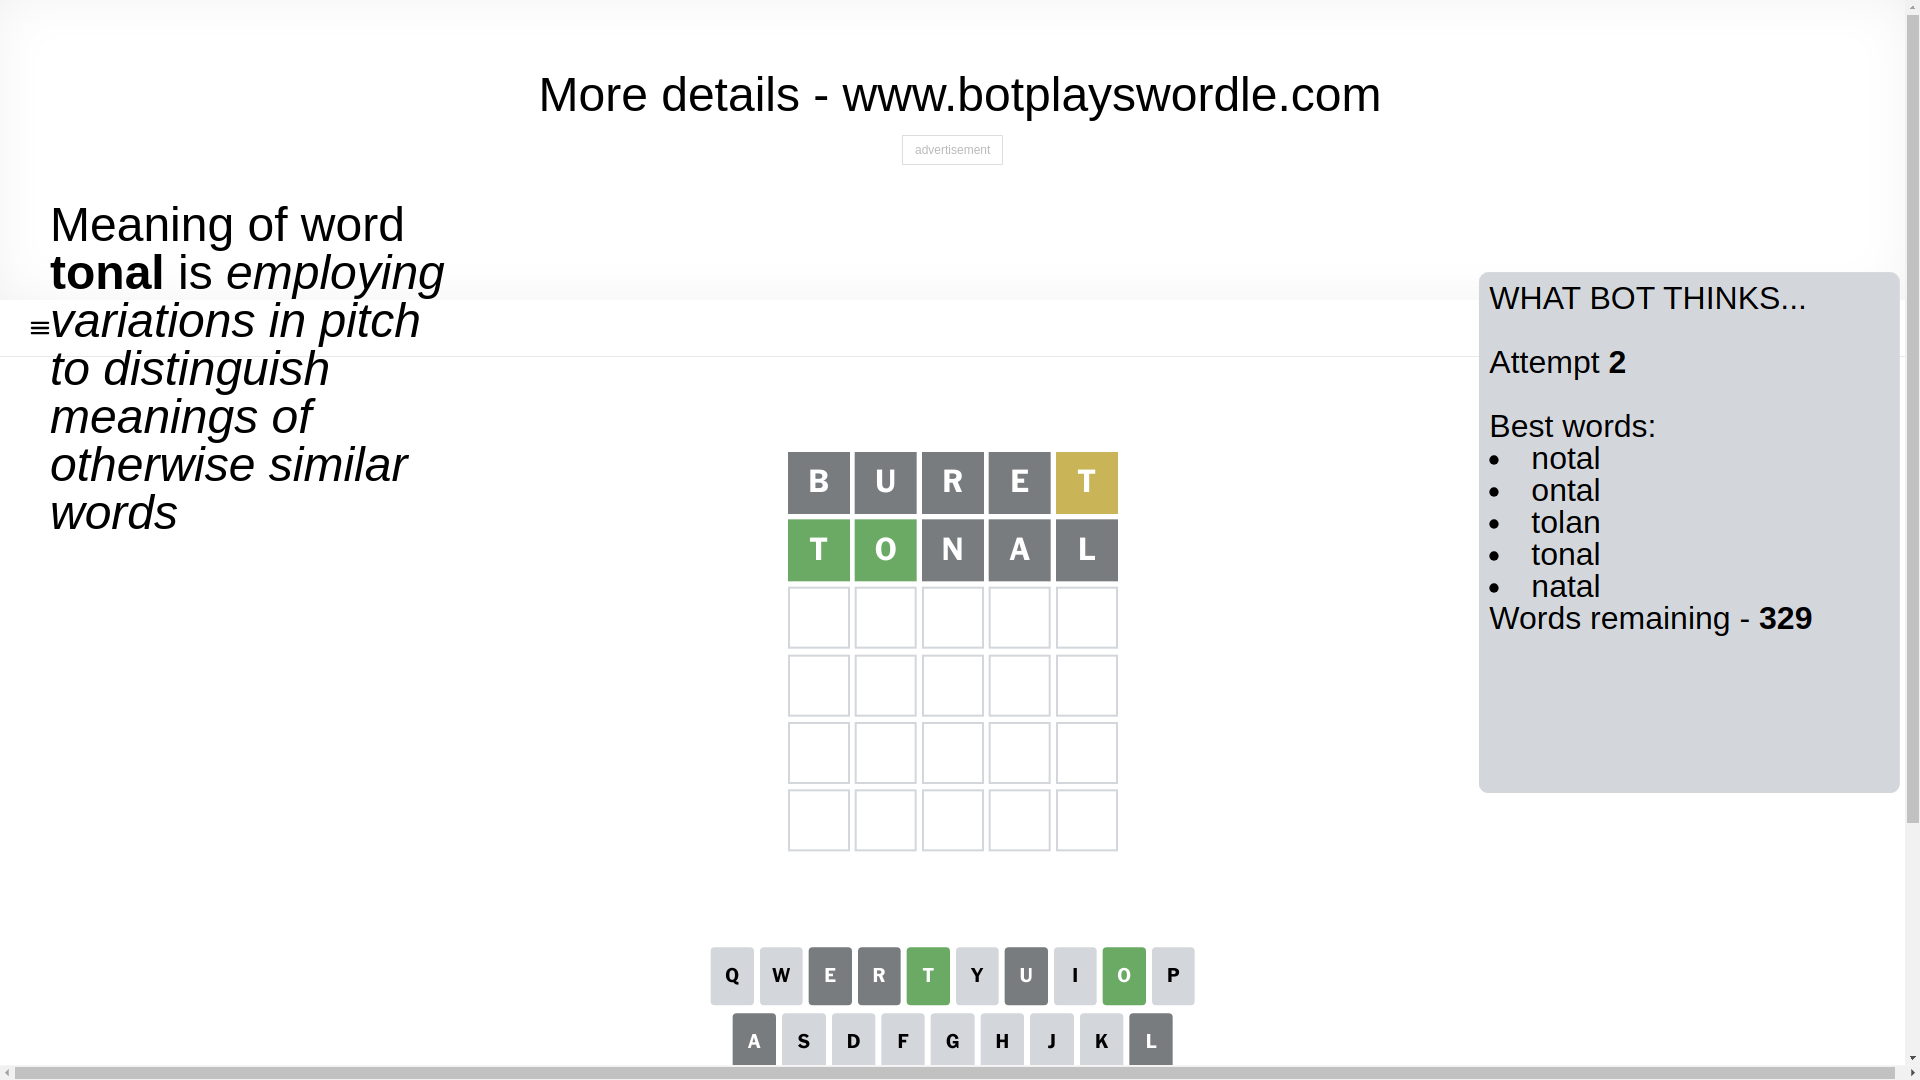 More details - www.botplayswordle.com
advertisement
Meaning of word
tonal is employing
variations in pitch
to distinguish
meanings of
otherwise similar
words
WHAT BOT THINKS...
Attempt 2
Best words:
• notal
• ontal
• tolan
• tonal
• natal
Words remaining - 329
B U R E T
T O N A L
Q W E R T Y U I O P
A S D F G H J K L